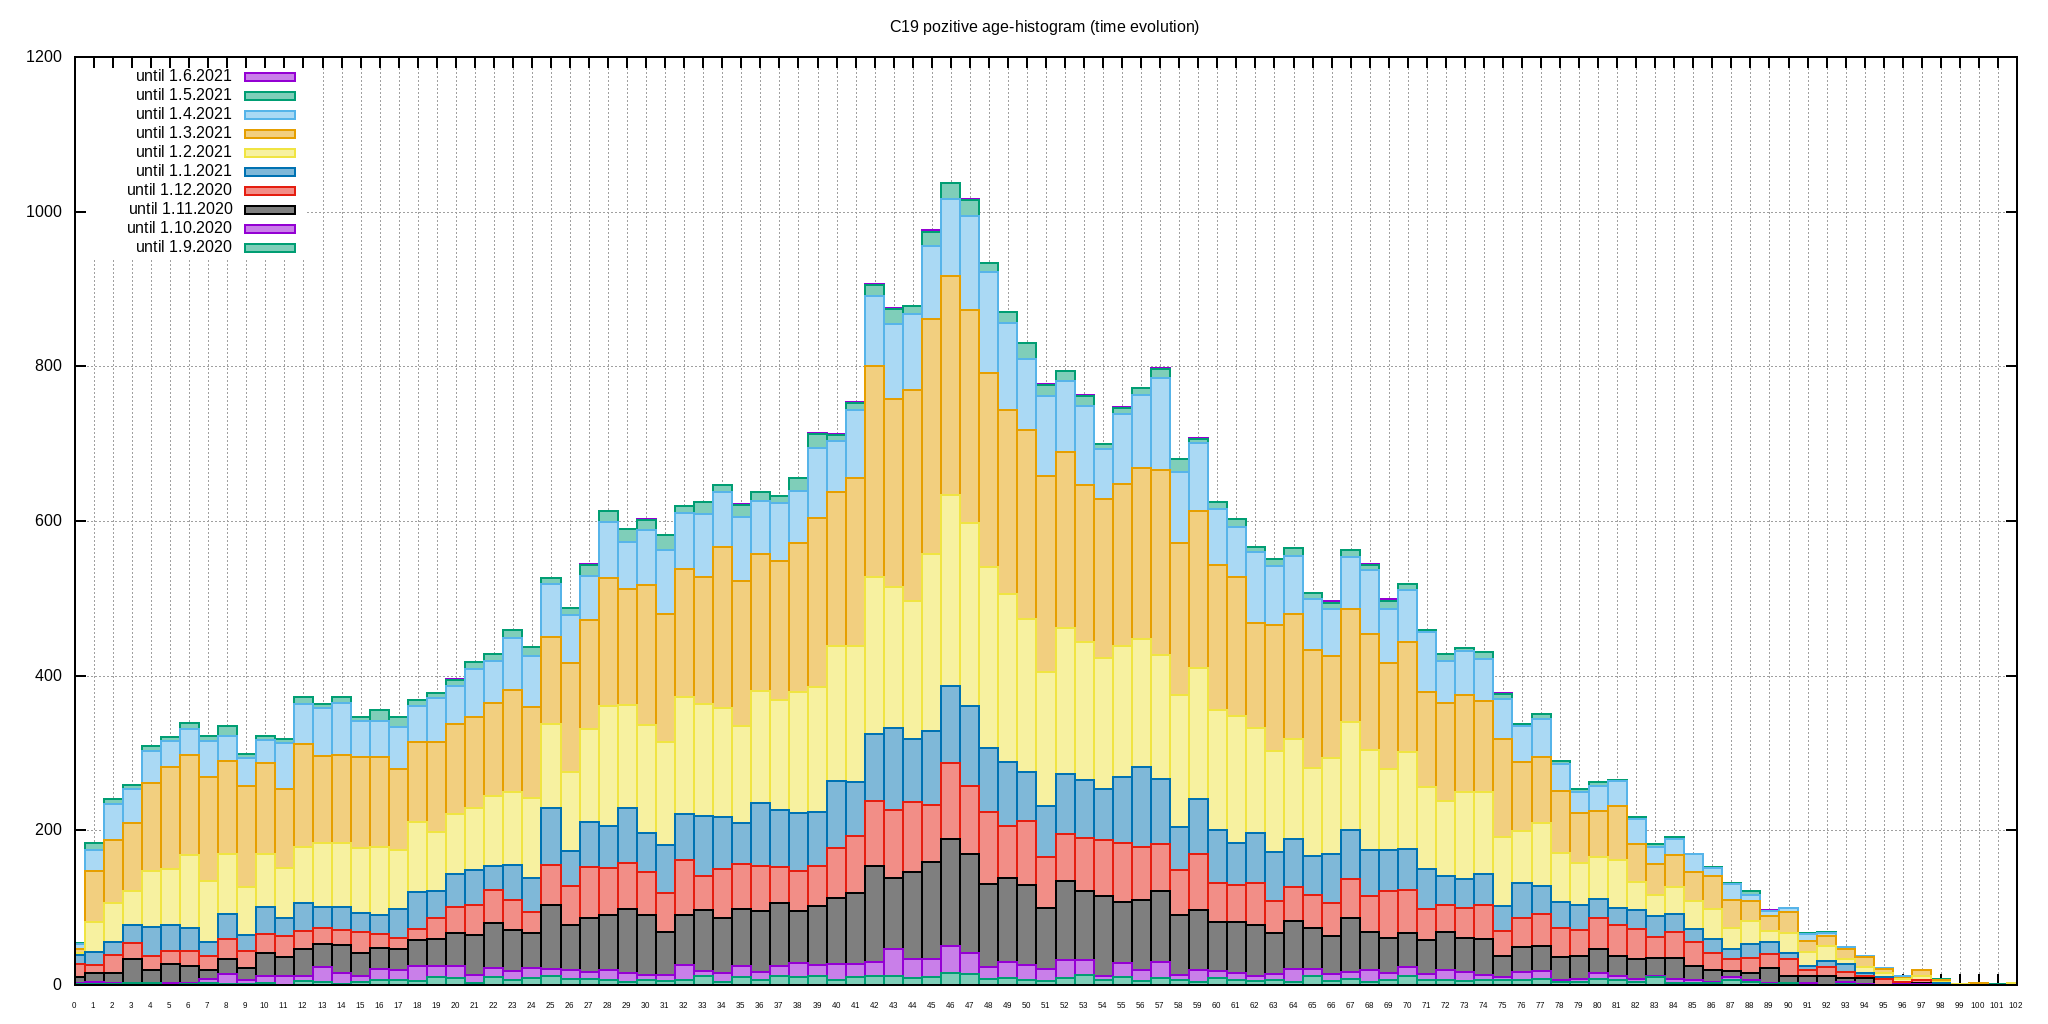 C19 pozitive age-histogram (time evolution)
1200
1000
800
600
400
200
0
until 1.6.2021
until 1.5.2021
until 1.4.2021
until 1.3.2021
until 1.2.2021
until 1.1.2021
until 1.12.2020
until 1.11.2020
until 1.10.2020
until 1.9.2020
0 1 2 3 4 5 6 7 8 9 10 11 12 13 14 15 16 17 18 19 20 21 22 23 24 25 26 27 28 29 30 31 32 33 34 35 36 37 38 39 40 41 42 43 44 45 46 47 48 49 50 51 52 53 54 55 56 57 58 59 60 61 62 63 64 65 66 67 68 69 70 71 72 73 74 75 76 77 78 79 80 81 82 83 84 85 86 87 88 89 90 91 92 93 94 95 96 97 98 99 100 101 102